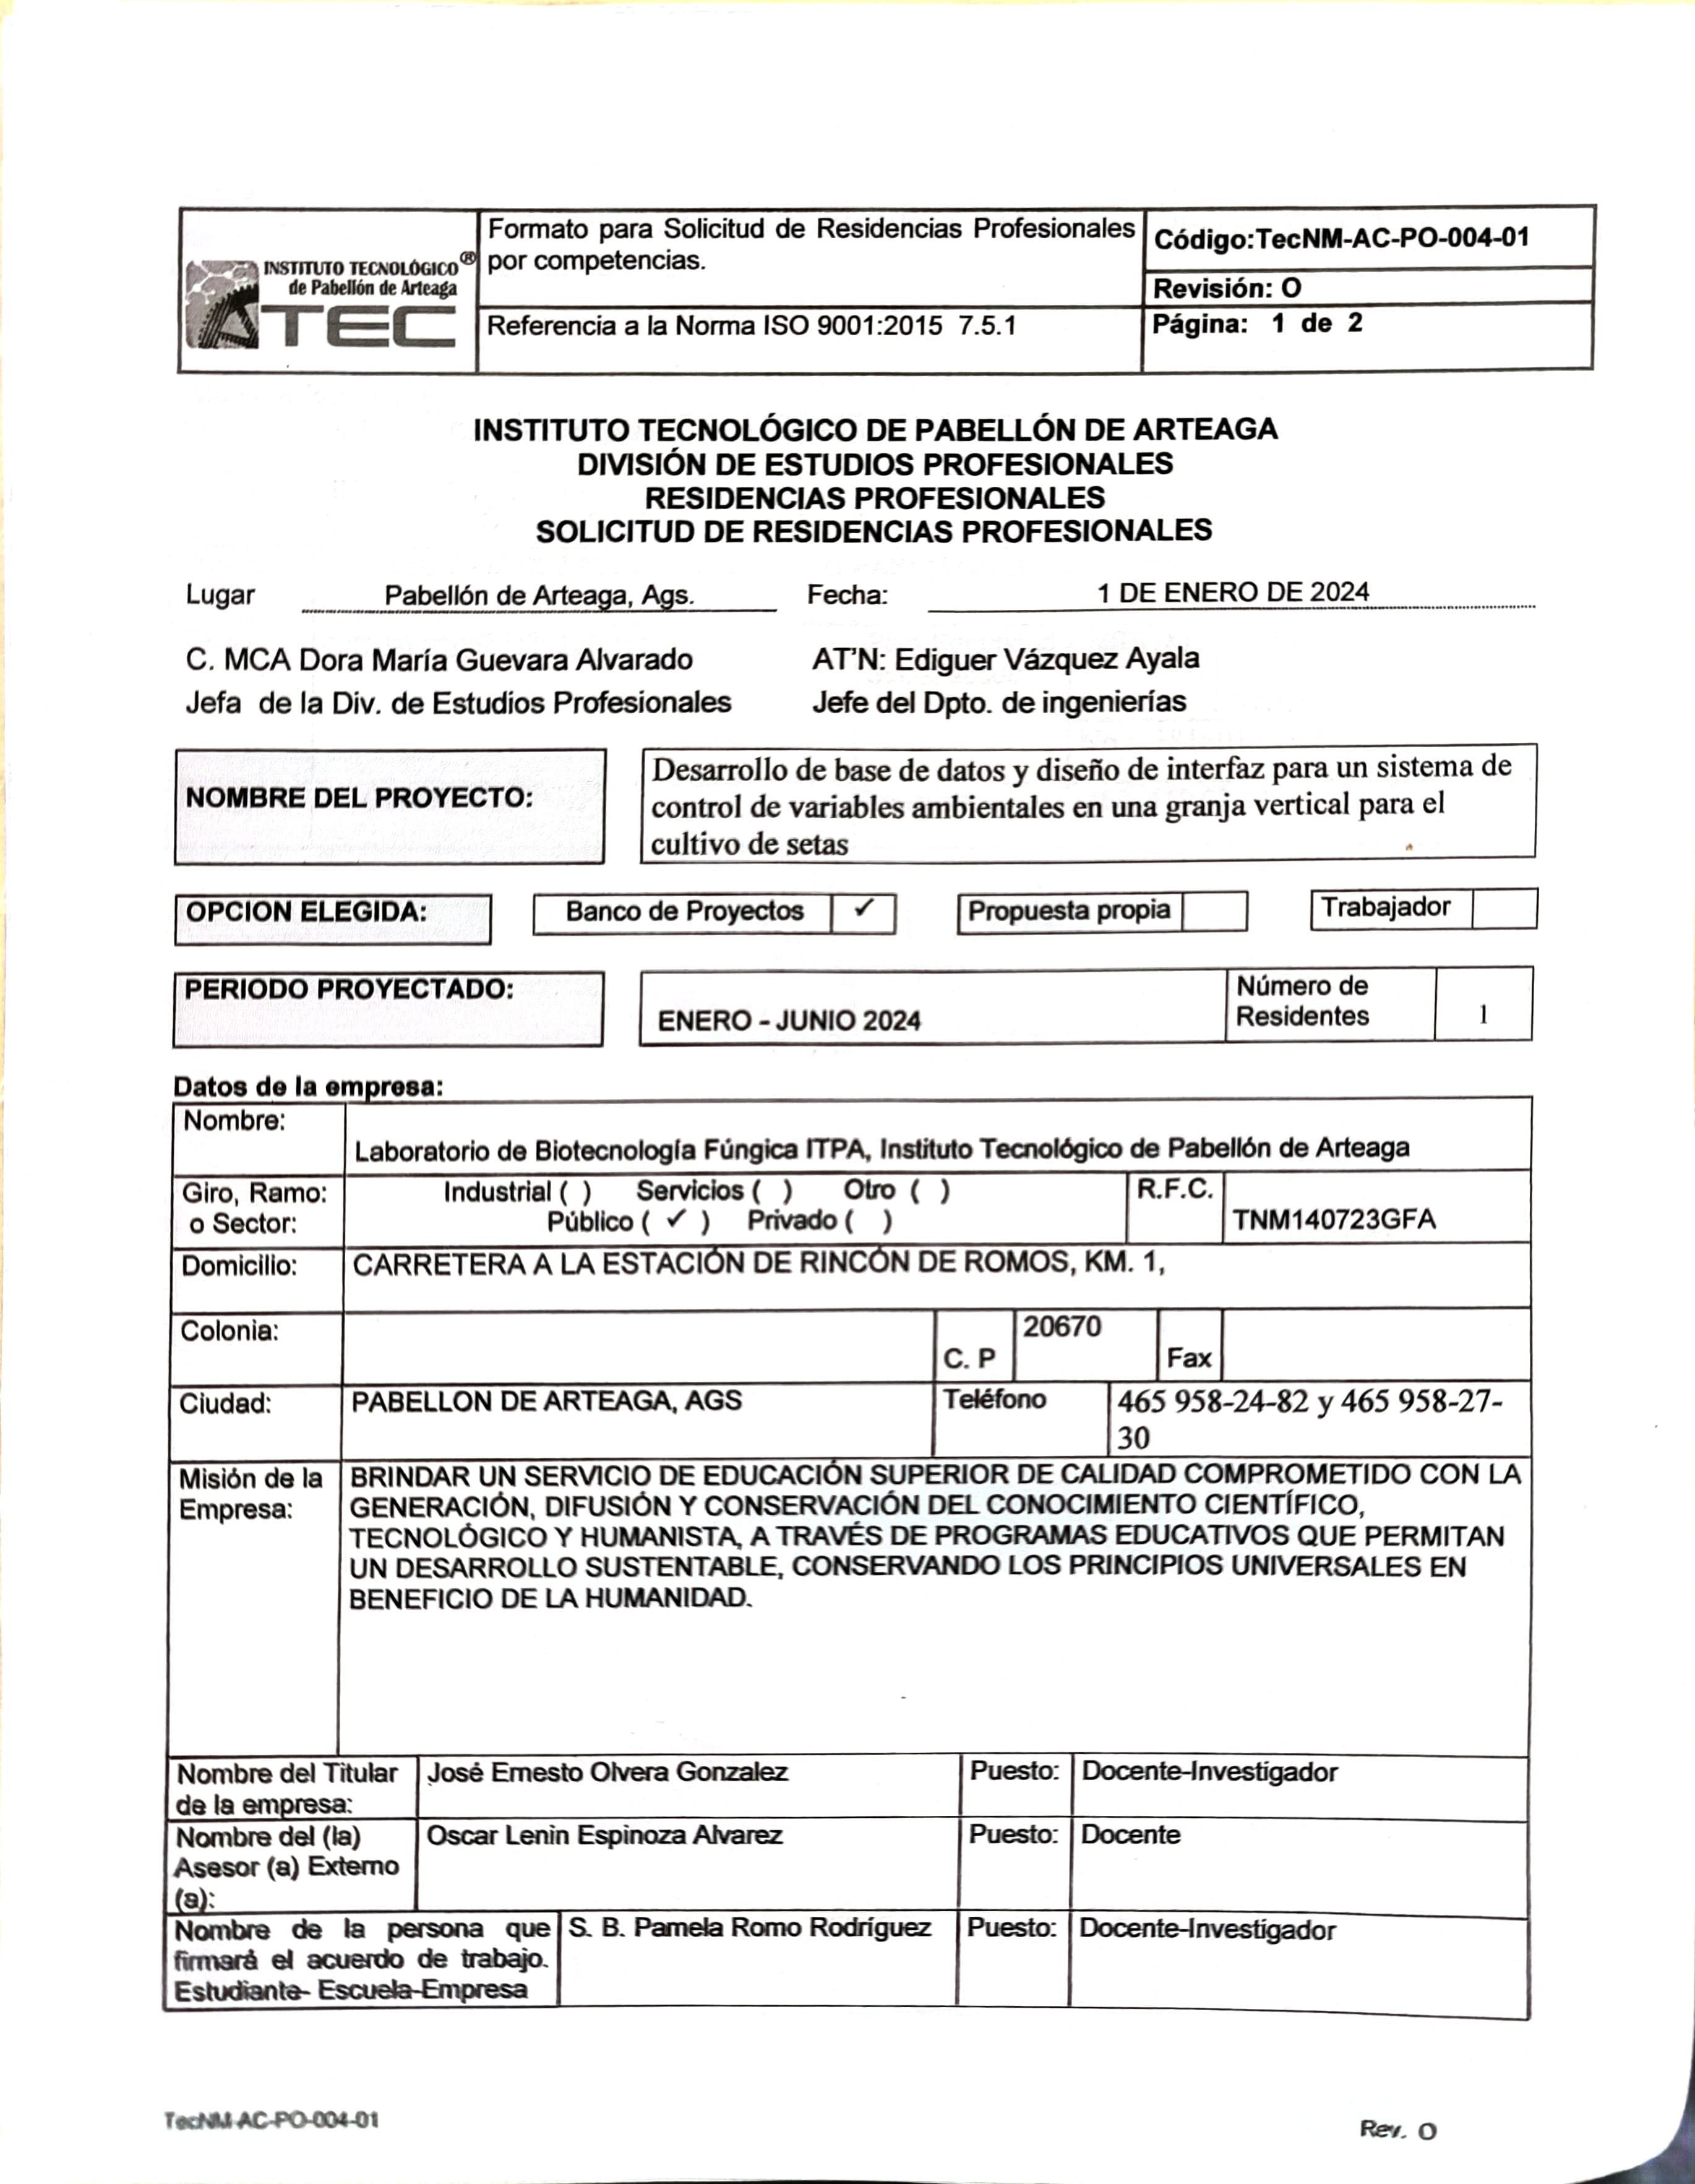 INSTITUTO TECNOLÓGICO®
de Pabellón de Arteaga
TEC
Formato para Solicitud de Residencias Profesionales
por competencias.
Código:TecNM-AC-PO-004-01
Revisión: O
Referencia a la Norma ISO 9001:2015 7.5.1
Página: 1 de 2
INSTITUTO TECNOLÓGICO DE PABELLÓN DE ARTEAGA
DIVISIÓN DE ESTUDIOS PROFESIONALES
RESIDENCIAS PROFESIONALES
SOLICITUD DE RESIDENCIAS PROFESIONALES
Lugar Pabellón de Arteaga, Ags. Fecha: 1 DE ENERO DE 2024
C. MCA Dora María Guevara Alvarado AT'N: Ediguer Vázquez Ayala
Jefa de la Div. de Estudios Profesionales Jefe del Dpto. de ingenierías
NOMBRE DEL PROYECTO:
Desarrollo de base de datos y diseño de interfaz para un sistema de
control de variables ambientales en una granja vertical para el
cultivo de setas
OPCION ELEGIDA: Banco de Proyectos ✓ Propuesta propia Trabajador
PERIODO PROYECTADO:
ENERO - JUNIO 2024
Número de
Residentes
1
Datos de la empresa:
Nombre:
Laboratorio de Biotecnología Fúngica ITPA, Instituto Tecnológico de Pabellón de Arteaga
Giro, Ramo:
o Sector:
Industrial ( ) Servicios ( ) Otro ( )
Público ( ✓ ) Privado ( )
R.F.C.
TNM140723GFA
Domicilio: CARRETERA A LA ESTACIÓN DE RINCÓN DE ROMOS, KM. 1,
Colonia:
C. P
20670
Fax
Ciudad: PABELLON DE ARTEAGA, AGS
Teléfono
465 958-24-82 y 465 958-27-
30
Misión de la
Empresa:
BRINDAR UN SERVICIO DE EDUCACIÓN SUPERIOR DE CALIDAD COMPROMETIDO CON LA
GENERACIÓN, DIFUSIÓN Y CONSERVACIÓN DEL CONOCIMIENTO CIENTÍFICO,
TECNOLÓGICO Y HUMANISTA, A TRAVÉS DE PROGRAMAS EDUCATIVOS QUE PERMITAN
UN DESARROLLO SUSTENTABLE, CONSERVANDO LOS PRINCIPIOS UNIVERSALES EN
BENEFICIO DE LA HUMANIDAD.
Nombre del Titular
de la empresa:
José Ernesto Olvera Gonzalez
Puesto: Docente-Investigador
Nombre del (la)
Asesor (a) Externo
(a):
Oscar Lenin Espinoza Alvarez
Puesto: Docente
Nombre de la persona que
firmará el acuerdo de trabajo.
Estudiante- Escuela-Empresa
S. B. Pamela Romo Rodríguez
Puesto: Docente-Investigador
TecNM-AC-PO-004-01
Rev. O